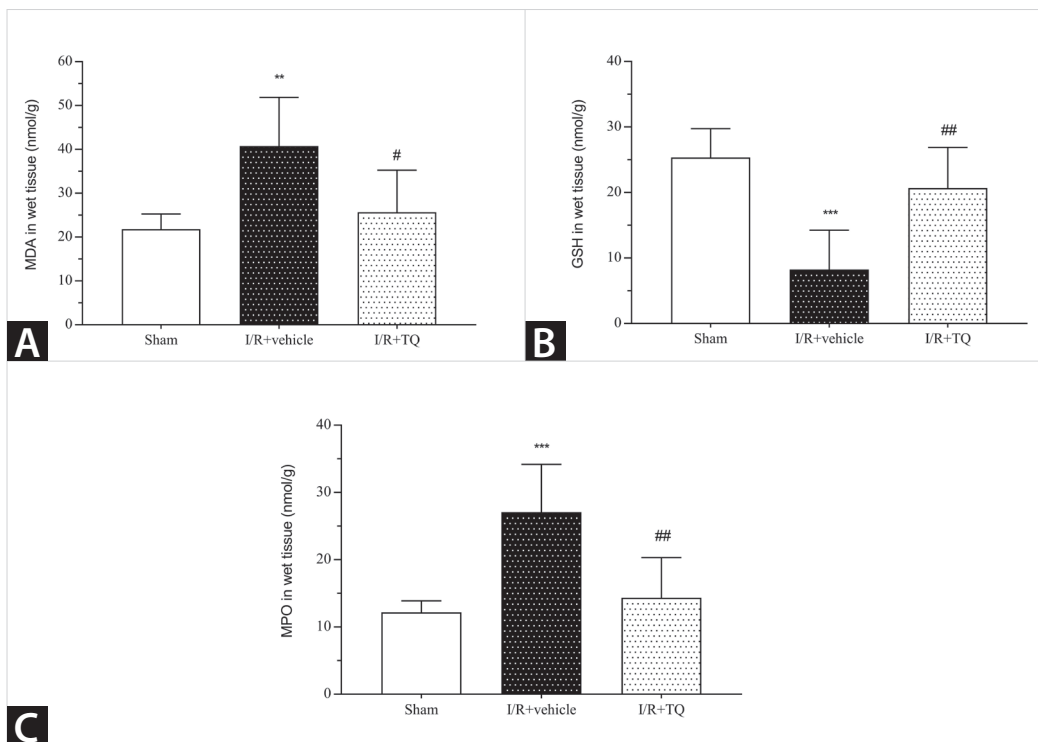 MDA in wet tissue (nmol/g)
60
50
40
30
20
10
0
**
#
Sham I/R+vehicle I/R+TQ
A
GSH in wet tissue (nmol/g)
40
30
20
10
0
***
##
Sham I/R+vehicle I/R+TQ
B
MPO in wet tissue (nmol/g)
40
30
20
10
0
***
##
Sham I/R+vehicle I/R+TQ
C